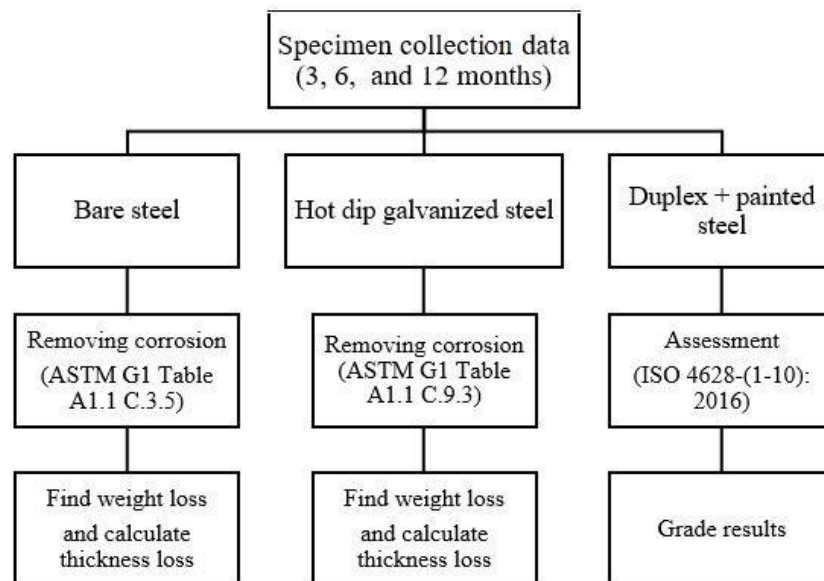 Specimen collection data
(3, 6, and 12 months)
Bare steel
Hot dip galvanized steel
Duplex + painted
steel
Removing corrosion
(ASTM G1 Table
A1.1 C.3.5)
Removing corrosion
(ASTM G1 Table
A1.1 C.9.3)
Assessment
(ISO 4628-(1-10):
2016)
Find weight loss
and calculate
thickness loss
Find weight loss
and calculate
thickness loss
Grade results